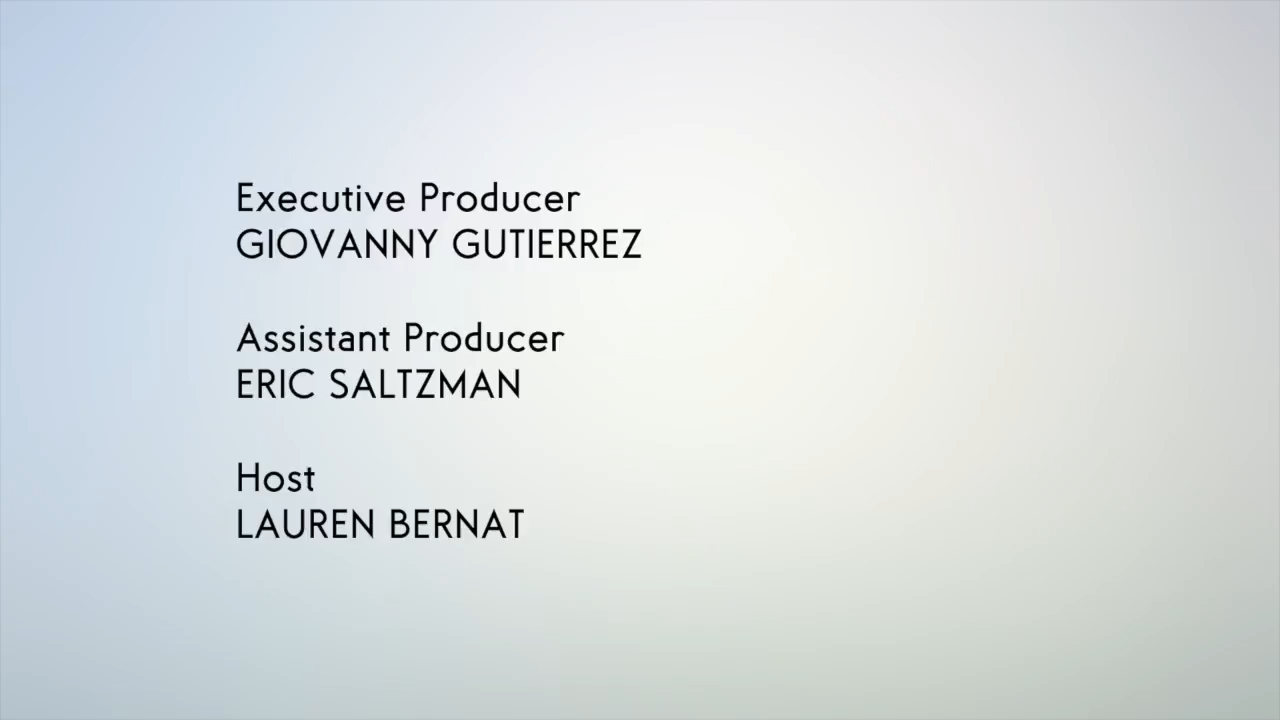 Executive Producer
GIOVANNY GUTIERREZ
Assistant Producer
ERIC SALTZMAN
Host
LAUREN BERNAT